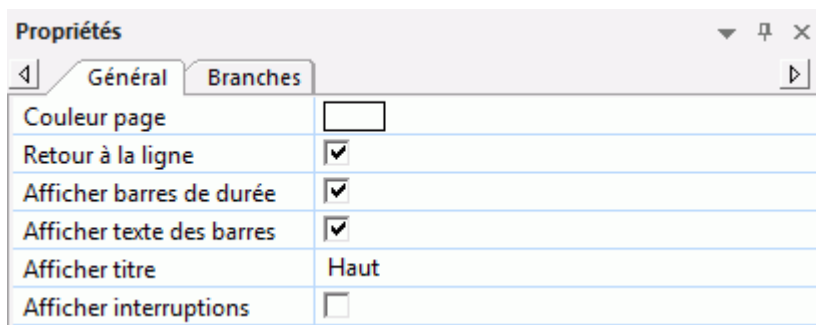 Propriétés
Général Branches
Couleur page
Retour à la ligne
Afficher barres de durée
Afficher texte des barres
Afficher titre Haut
Afficher interruptions